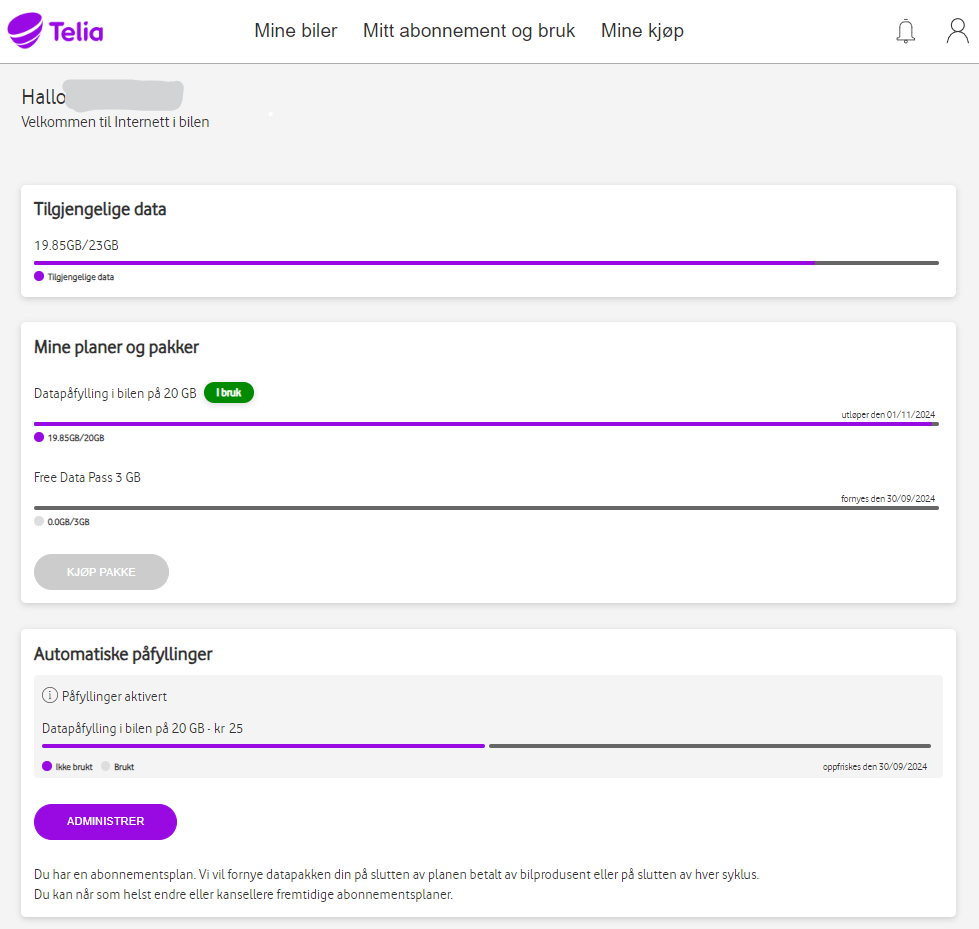 Telia
Mine biler Mitt abonnement og bruk Mine kjøp
Hallo
Velkommen til Internett i bilen
Tilgjengelige data
19.85GB/23GB
Tilgjengelige data
Mine planer og pakker
Datapåfylling i bilen på 20 GB I bruk
utløper den 01/11/2024
19.85GB/20GB
Free Data Pass 3 GB
fornyes den 30/09/2024
0.0GB/3GB
KJØP PAKKE
Automatiske påfyllinger
Påfyllinger aktivert
Datapåfylling i bilen på 20 GB - kr 25
Ikke brukt Brukt oppfriskes den 30/09/2024
ADMINISTRER
Du har en abonnementsplan. Vi vil fornye datapakken din på slutten av planen betalt av bilprodusent eller på slutten av hver syklus.
Du kan når som helst endre eller kansellere fremtidige abonnementsplaner.